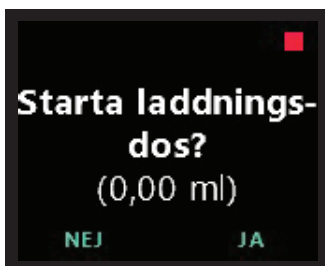 Starta laddnings-
dos?
(0,00 ml)
NEJ JA